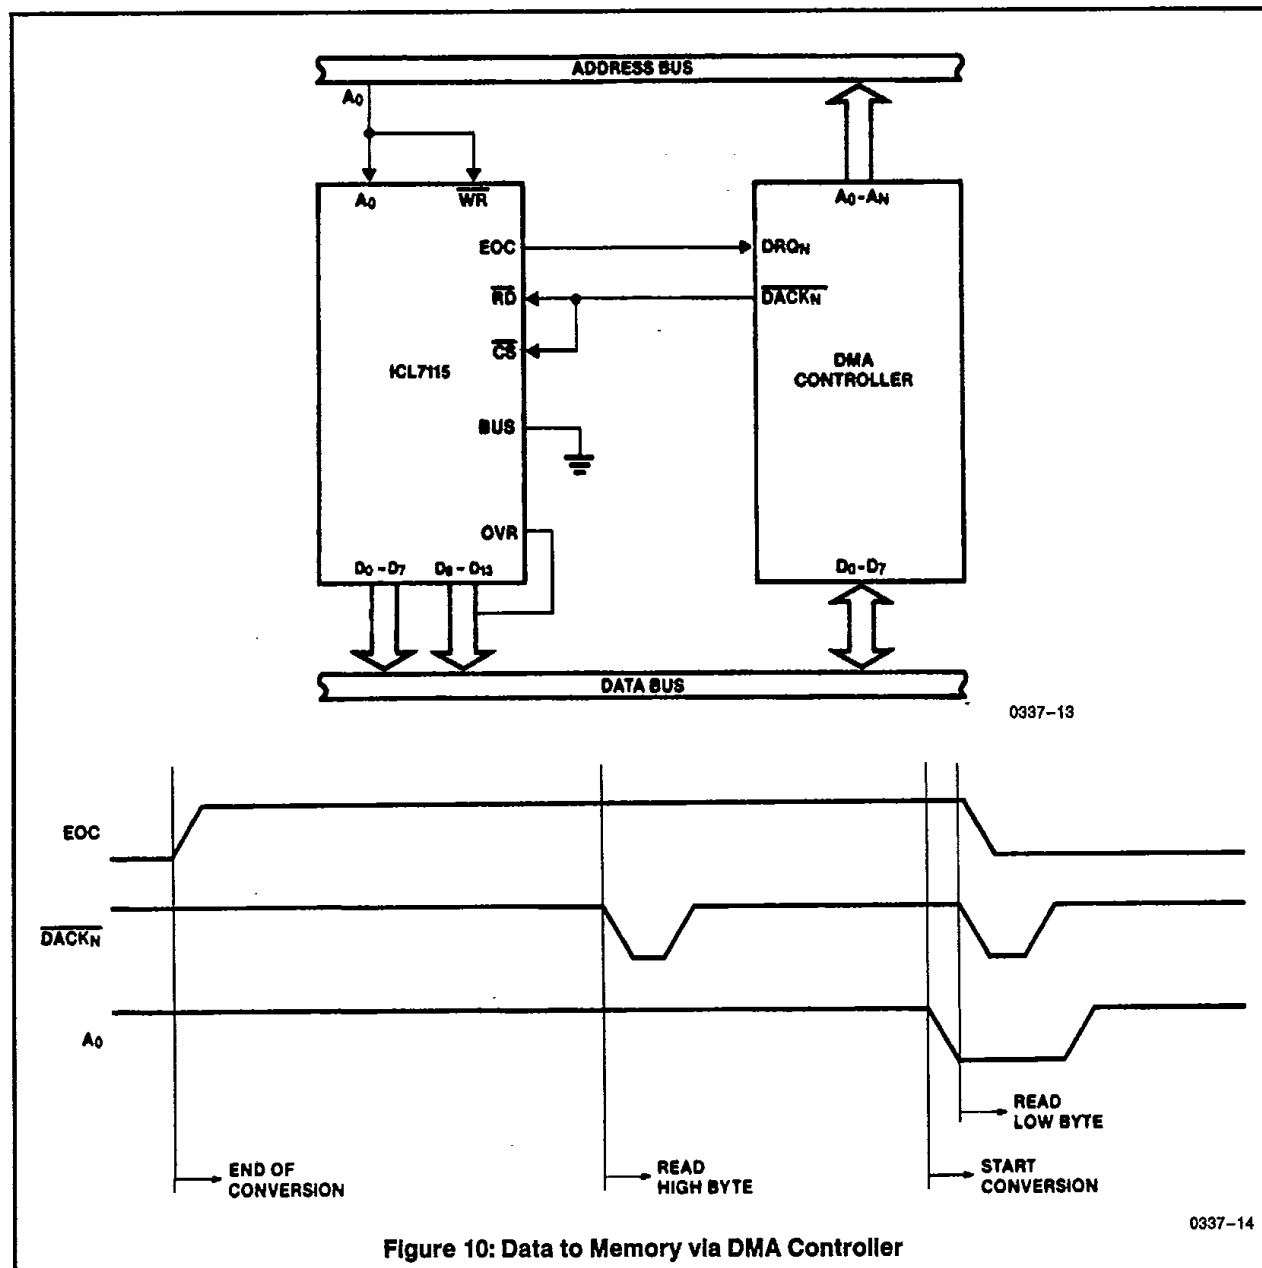 ADDRESS BUS
A0
A0
WR
A0-AN
EOC
DRQN
RD
DACKN
CS
ICL7115
DMA
CONTROLLER
BUS
OVR
D0-D7
D8-D13
D0-D7
DATA BUS
0337-13
EOC
DACKN
A0
READ
LOW BYTE
END OF
CONVERSION
READ
HIGH BYTE
START
CONVERSION
0337-14
Figure 10: Data to Memory via DMA Controller